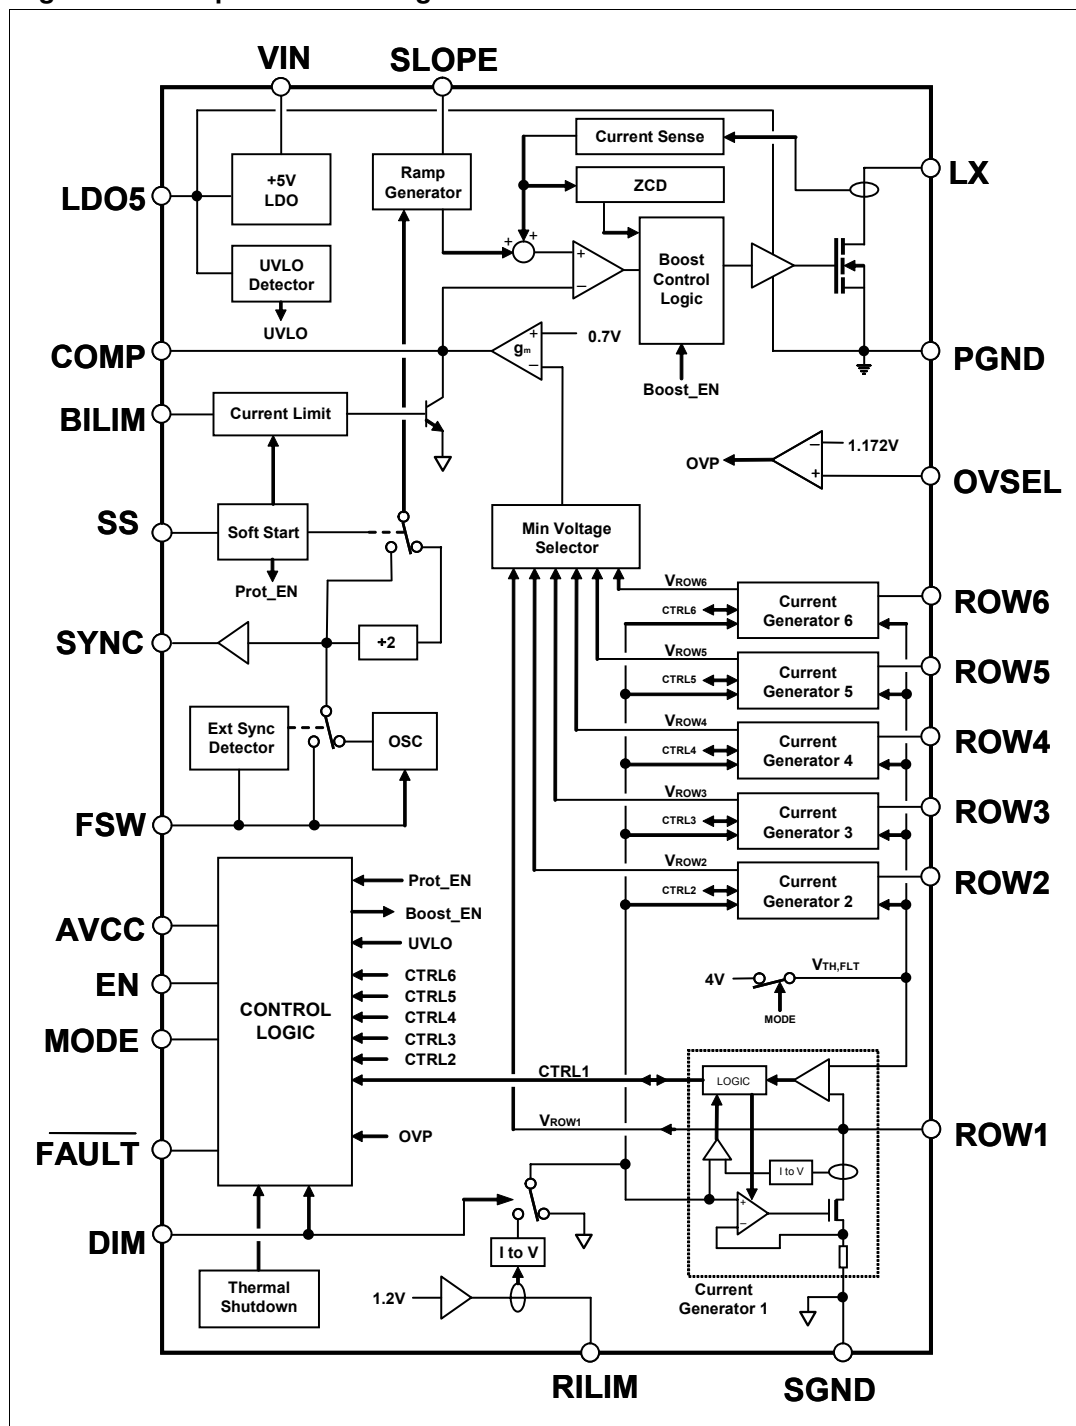 VIN
SLOPE
LDO5
+5V
LDO
Ramp
Generator
Current Sense
ZCD
LX
UVLO
Detector
UVLO
+
+
+
−
Boost
Control
Logic
Boost_EN
COMP
gm
+
−
0.7V
PGND
BILIM
Current Limit
OVP
−
+
1.172V
OVSEL
SS
Soft Start
Prot_EN
Min Voltage
Selector
SYNC
+2
VROW6
CTRL6
Current
Generator 6
ROW6
VROW5
CTRL5
Current
Generator 5
ROW5
Ext Sync
Detector
OSC
VROW4
CTRL4
Current
Generator 4
ROW4
FSW
VROW3
CTRL3
Current
Generator 3
ROW3
VROW2
CTRL2
Current
Generator 2
ROW2
AVCC
EN
MODE
FAULT
DIM
CONTROL
LOGIC
Prot_EN
Boost_EN
UVLO
CTRL6
CTRL5
CTRL4
CTRL3
CTRL2
CTRL1
OVP
4V
VTH,FLT
MODE
LOGIC
VROW1
ROW1
I to V
+
−
I to V
Thermal
Shutdown
1.2V
Current
Generator 1
RILIM
SGND